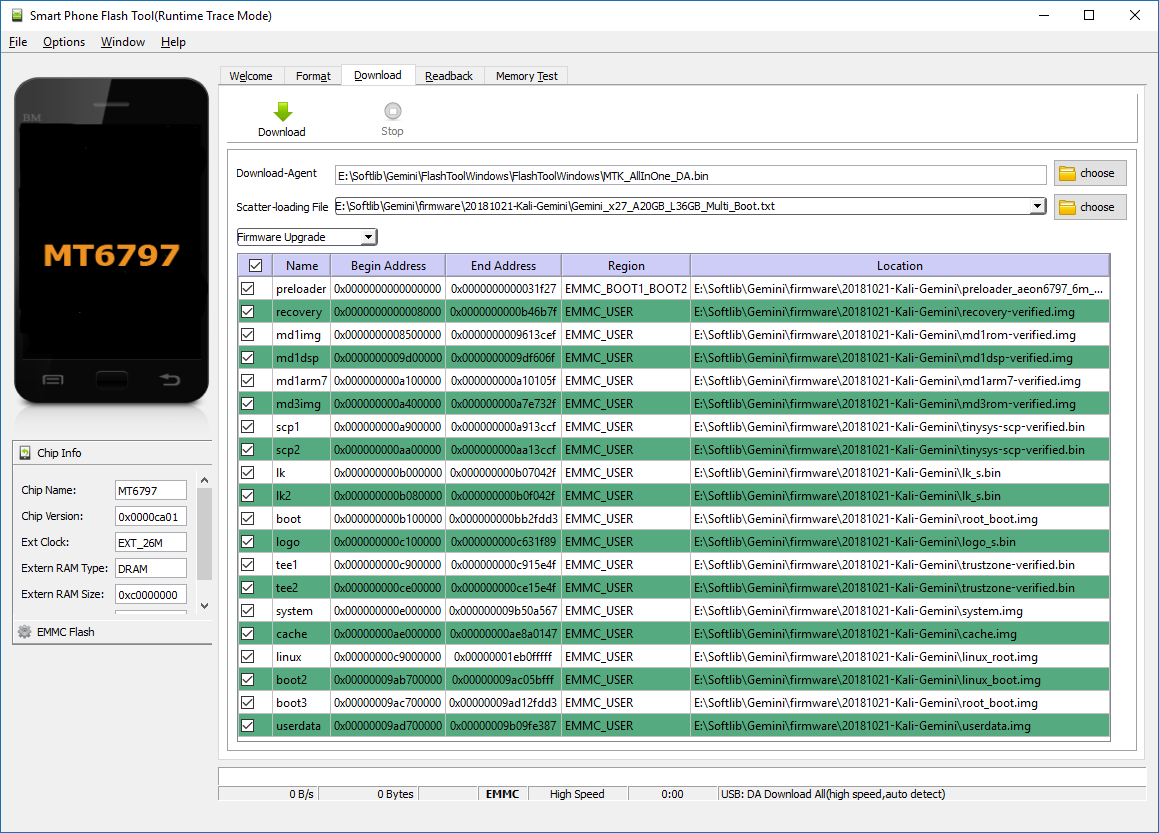 Smart Phone Flash Tool(Runtime Trace Mode)
File Options Window Help
BM
MT6797
Chip Info
Chip Name: MT6797
Chip Version: 0x0000ca01
Ext Clock: EXT_26M
Extern RAM Type: DRAM
Extern RAM Size: 0xc0000000
EMMC Flash
Welcome Format Download Readback Memory Test
Download Stop
Download-Agent E:\Softlib\Gemini\FlashToolWindows\FlashToolWindows\MTK_AllInOne_DA.bin choose
Scatter-loading File E:\Softlib\Gemini\firmware\20181021-Kali-Gemini\Gemini_x27_A20GB_L36GB_Multi_Boot.txt choose
Firmware Upgrade
Name Begin Address End Address Region Location
preloader 0x0000000000000000 0x0000000000031f27 EMMC_BOOT1_BOOT2 E:\Softlib\Gemini\firmware\20181021-Kali-Gemini\preloader_aeon6797_6m_...
recovery 0x0000000000008000 0x0000000000b46b7f EMMC_USER E:\Softlib\Gemini\firmware\20181021-Kali-Gemini\recovery-verified.img
md1img 0x0000000008500000 0x0000000009613cef EMMC_USER E:\Softlib\Gemini\firmware\20181021-Kali-Gemini\md1rom-verified.img
md1dsp 0x0000000009d00000 0x0000000009dff606f EMMC_USER E:\Softlib\Gemini\firmware\20181021-Kali-Gemini\md1dsp-verified.img
md1arm7 0x000000000a100000 0x000000000a10105f EMMC_USER E:\Softlib\Gemini\firmware\20181021-Kali-Gemini\md1arm7-verified.img
md3img 0x000000000a400000 0x000000000a7e732f EMMC_USER E:\Softlib\Gemini\firmware\20181021-Kali-Gemini\md3rom-verified.img
scp1 0x000000000a900000 0x000000000a913ccf EMMC_USER E:\Softlib\Gemini\firmware\20181021-Kali-Gemini\tinysys-scp-verified.bin
scp2 0x000000000aa00000 0x000000000aa13ccf EMMC_USER E:\Softlib\Gemini\firmware\20181021-Kali-Gemini\tinysys-scp-verified.bin
lk 0x000000000b000000 0x000000000b07042f EMMC_USER E:\Softlib\Gemini\firmware\20181021-Kali-Gemini\lk_s.bin
lk2 0x000000000b080000 0x000000000b0f042f EMMC_USER E:\Softlib\Gemini\firmware\20181021-Kali-Gemini\lk_s.bin
boot 0x000000000b100000 0x000000000bb2fdd3 EMMC_USER E:\Softlib\Gemini\firmware\20181021-Kali-Gemini\root_boot.img
logo 0x000000000c100000 0x000000000c631f89 EMMC_USER E:\Softlib\Gemini\firmware\20181021-Kali-Gemini\logo_s.bin
tee1 0x000000000c900000 0x000000000c915e4f EMMC_USER E:\Softlib\Gemini\firmware\20181021-Kali-Gemini\trustzone-verified.bin
tee2 0x000000000ce00000 0x000000000ce15e4f EMMC_USER E:\Softlib\Gemini\firmware\20181021-Kali-Gemini\trustzone-verified.bin
system 0x000000000e000000 0x000000009b50a567 EMMC_USER E:\Softlib\Gemini\firmware\20181021-Kali-Gemini\system.img
cache 0x00000000ae000000 0x00000000ae8a0147 EMMC_USER E:\Softlib\Gemini\firmware\20181021-Kali-Gemini\cache.img
linux 0x00000000c9000000 0x00000001eb0fffff EMMC_USER E:\Softlib\Gemini\firmware\20181021-Kali-Gemini\linux_root.img
boot2 0x00000009ab700000 0x00000009ac05bfff EMMC_USER E:\Softlib\Gemini\firmware\20181021-Kali-Gemini\linux_boot.img
boot3 0x00000009ac700000 0x00000009ad12fdd3 EMMC_USER E:\Softlib\Gemini\firmware\20181021-Kali-Gemini\root_boot.img
userdata 0x00000009ad700000 0x00000009b09fe387 EMMC_USER E:\Softlib\Gemini\firmware\20181021-Kali-Gemini\userdata.img
0 B/s 0 Bytes EMMC High Speed 0:00 USB: DA Download All(high speed,auto detect)